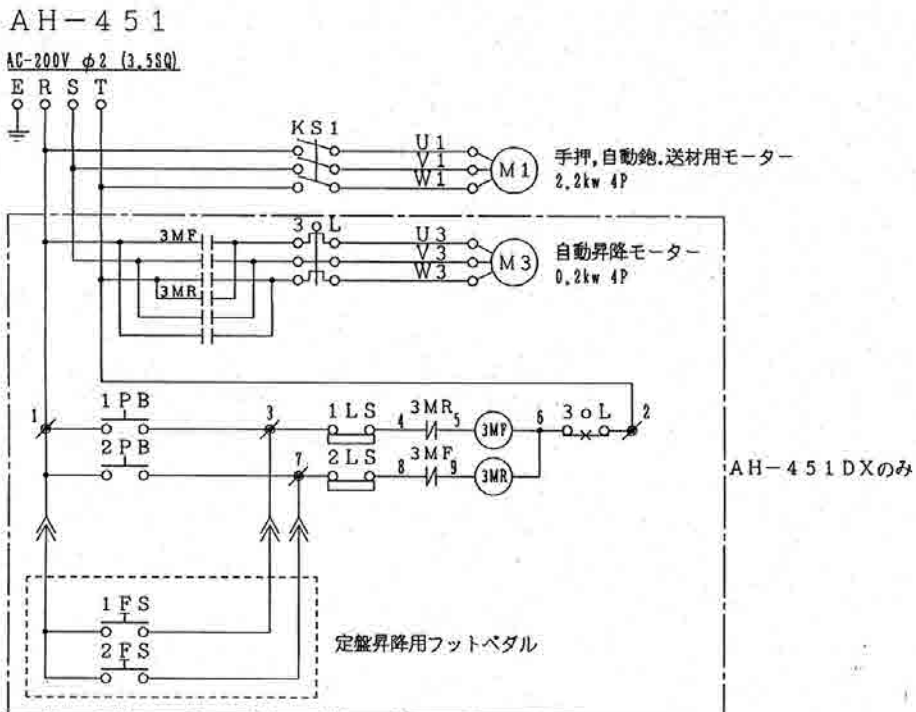 AH-451
AC-200V φ2 (3.5SQ)
E R S T
KS1
U1
V1
W1
M1
手押,自動鉋,送材用モーター
2.2kw 4P
3MF
3oL
U3
V3
W3
M3
自動昇降モーター
0.2kw 4P
3MR
1
1PB
3
1LS
4
3MR
5
3MF
6
3oL
2
2PB
7
2LS
8
3MF
9
3MR
AH-451DXのみ
1FS
2FS
定盤昇降用フットペダル